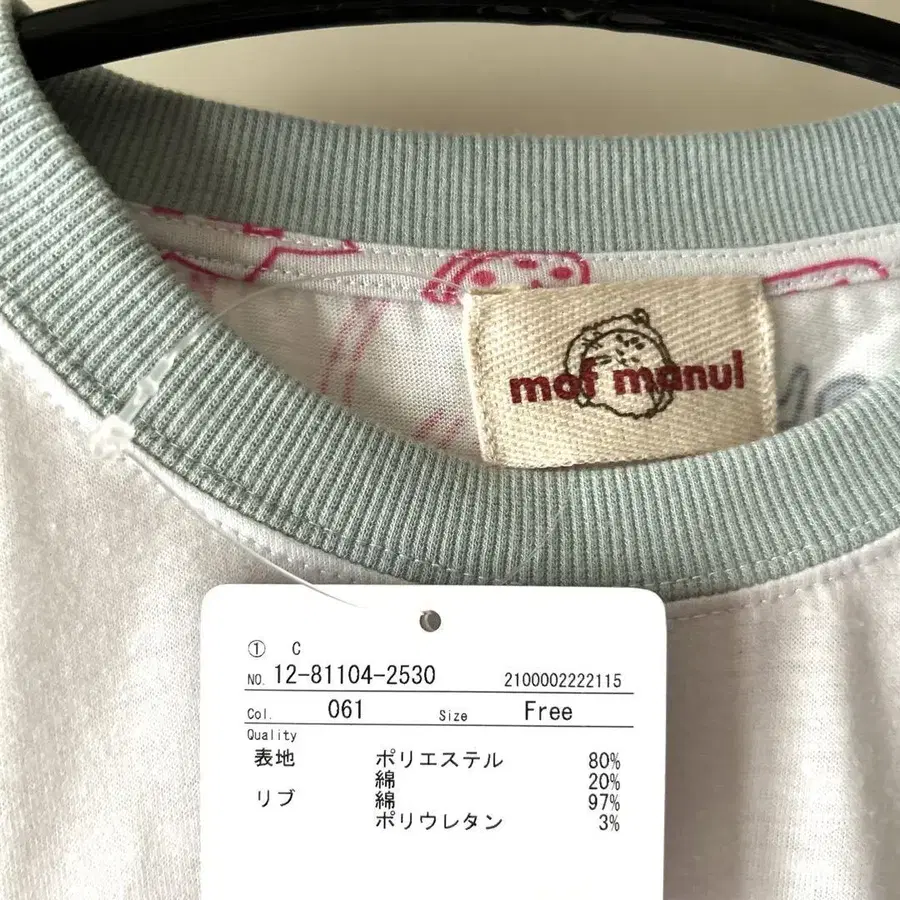 mof manul
① C
NO. 12-81104-2530 2100002222115
Col. 061 Size Free
Quality
表地 ポリエステル 80%
綿 20%
リブ 綿 97%
ポリウレタン 3%